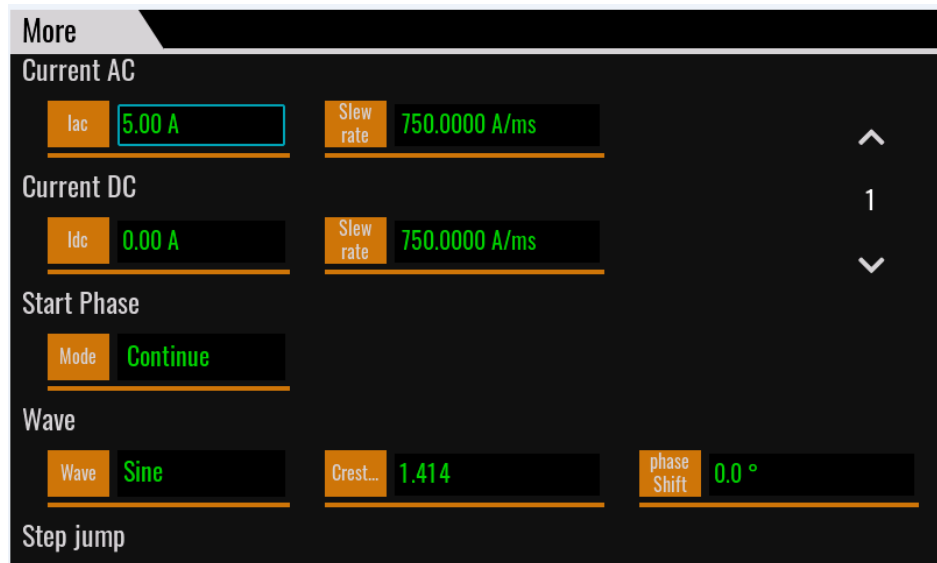 More
Current AC
Iac 5.00 A Slew rate 750.0000 A/ms
1
Current DC
Idc 0.00 A Slew rate 750.0000 A/ms
Start Phase
Mode Continue
Wave
Wave Sine Crest... 1.414 phase Shift 0.0 °
Step jump